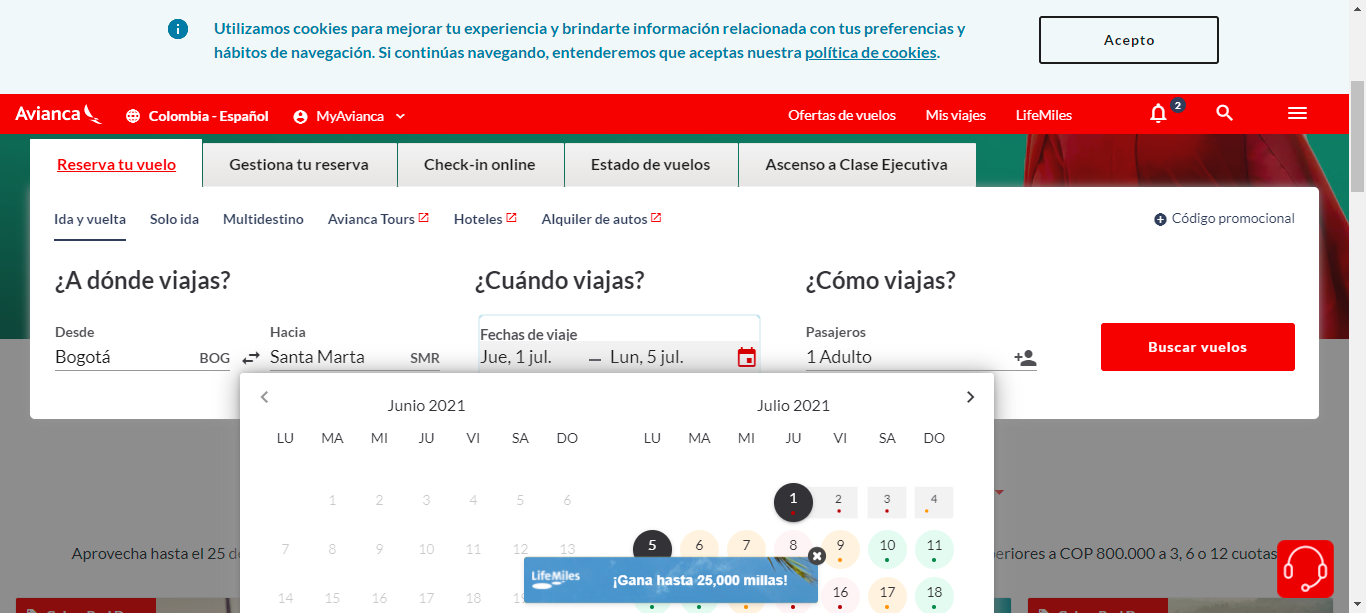 Utilizamos cookies para mejorar tu experiencia y brindarte información relacionada con tus preferencias y
hábitos de navegación. Si continúas navegando, entenderemos que aceptas nuestra política de cookies.
Acepto
Avianca
Colombia - Español
MyAvianca
Ofertas de vuelos
Mis viajes
LifeMiles
2
Reserva tu vuelo
Gestiona tu reserva
Check-in online
Estado de vuelos
Ascenso a Clase Ejecutiva
Ida y vuelta
Solo ida
Multidestino
Avianca Tours
Hoteles
Alquiler de autos
Código promocional
¿A dónde viajas?
¿Cuándo viajas?
¿Cómo viajas?
Desde
Hacia
Fechas de viaje
Pasajeros
Bogotá BOG
Santa Marta SMR
Jue, 1 jul. — Lun, 5 jul.
1 Adulto
Buscar vuelos
Junio 2021
Julio 2021
LU MA MI JU VI SA DO
LU MA MI JU VI SA DO
1 2 3 4 5 6
1 2 3 4
7 8 9 10 11 12 13
5 6 7 8 9 10 11
14 15 16 17 18
16 17 18
Aprovecha hasta el 25 de
eriores a COP 800.000 a 3, 6 o 12 cuotas
LifeMiles
¡Gana hasta 25,000 millas!